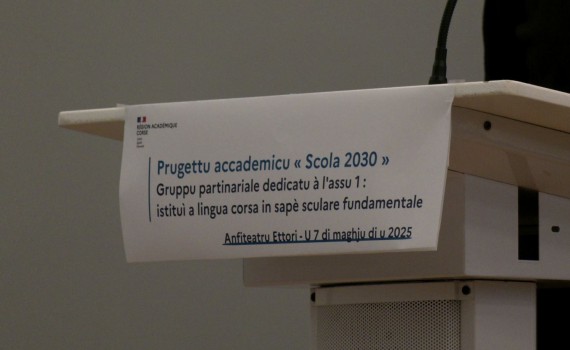 RÉGION ACADÉMIQUE
CORSE
Prugettu accademicu « Scola 2030 »
Gruppu partinariale dedicatu à l'assu 1 :
istituì a lingua corsa in sapè sculare fundamentale
Anfiteatru Ettori - U 7 di maghju di u 2025